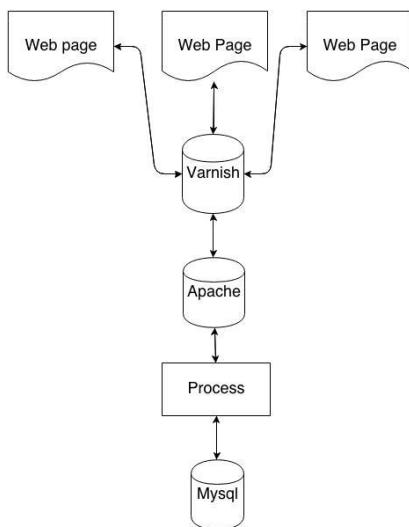 Web page
Web Page
Web Page
Varnish
Apache
Process
Mysql